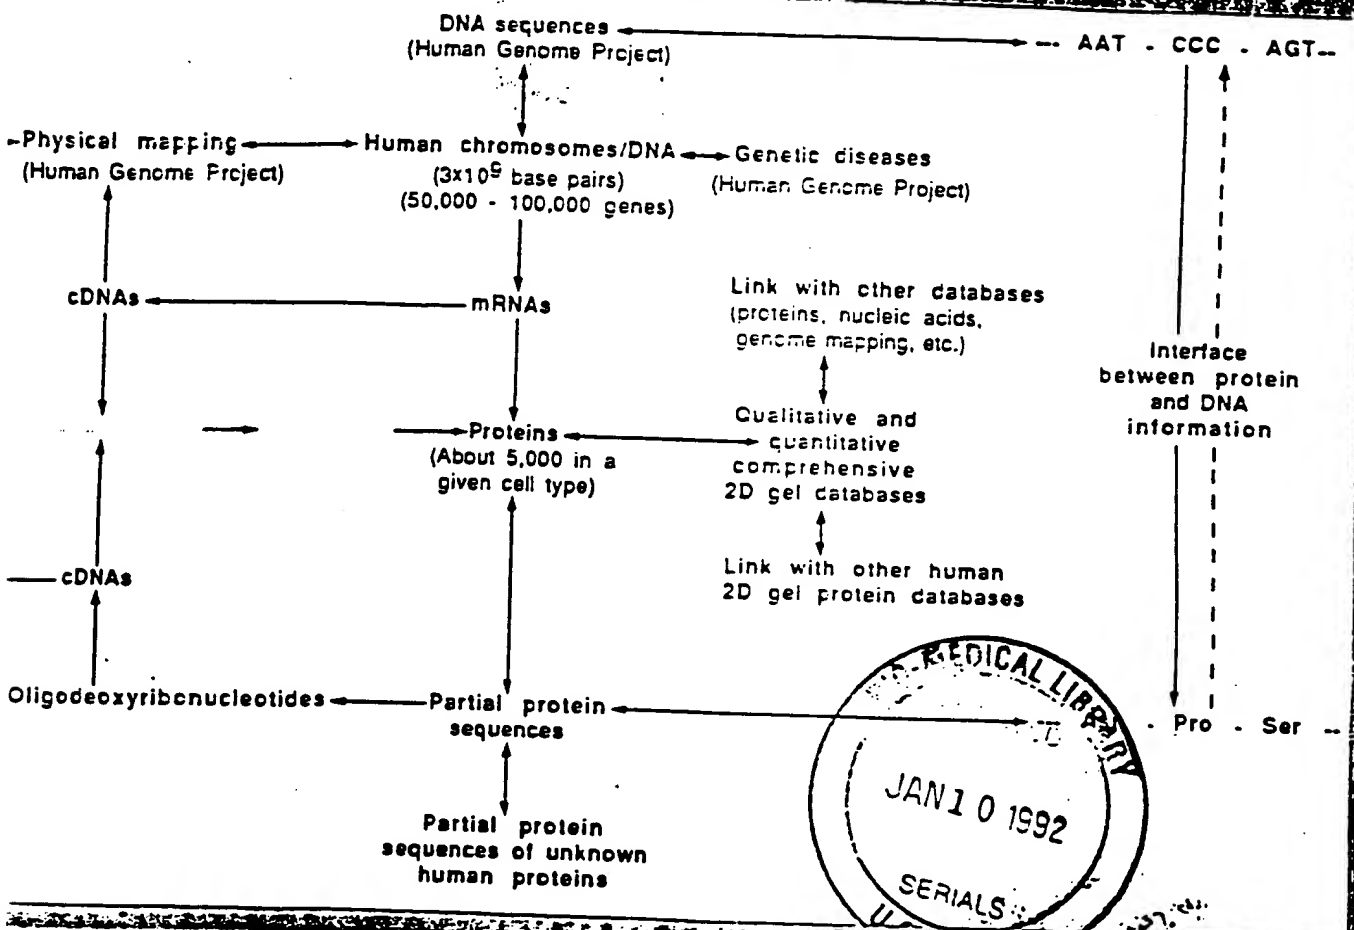 DNA sequences
(Human Genome Project)
-- AAT - CCC - AGT--
Physical mapping
(Human Genome Project)
Human chromosomes/DNA
(3x10⁹ base pairs)
(50,000 - 100,000 genes)
Genetic diseases
(Human Genome Project)
cDNAs
mRNAs
Link with other databases
(proteins, nucleic acids,
genome mapping, etc.)
Interface
between protein
and DNA
information
Proteins
(About 5,000 in a
given cell type)
Qualitative and
quantitative
comprehensive
2D gel databases
cDNAs
Link with other human
2D gel protein databases
Oligodeoxyribonucleotides
Partial protein
sequences
- Pro - Ser --
Partial protein
sequences of unknown
human proteins
MEDICAL LIBRARY
JAN 10 1992
SERIALS